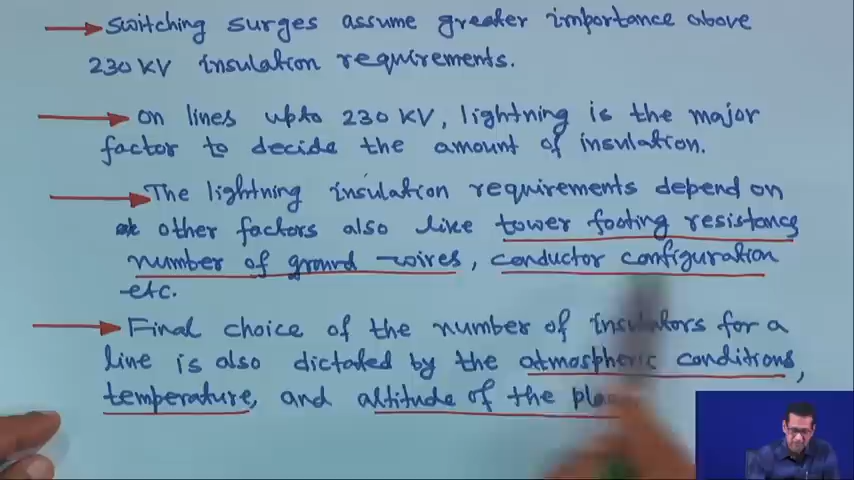 Switching surges assume greater importance above
230 KV insulation requirements.
on lines upto 230 KV, lightning is the major
factor to decide the amount of insulation.
The lightning insulation requirements depend on
other factors also like tower footing resistance
number of ground wires, conductor configuration
etc.
Final choice of the number of insulators for a
line is also dictated by the atmospheric conditions,
temperature, and altitude of the